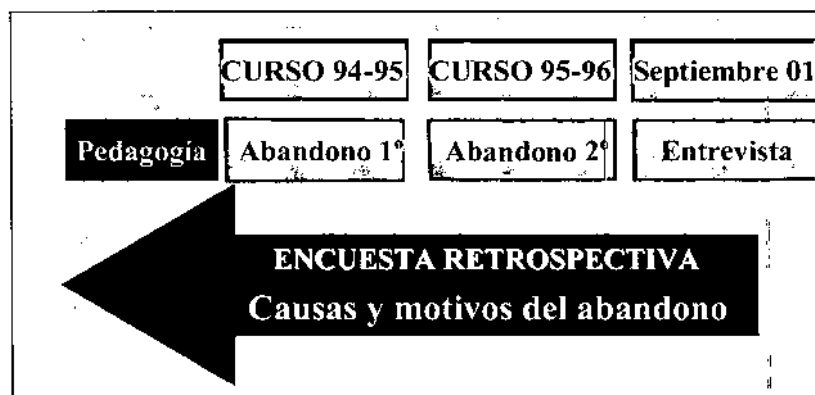 CURSO 94-95 CURSO 95-96 Septiembre 01
Pedagogía Abandono 1º Abandono 2º Entrevista
ENCUESTA RETROSPECTIVA
Causas y motivos del abandono